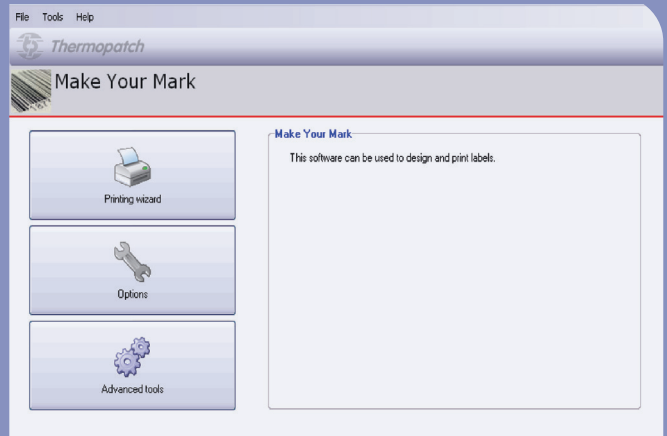 File Tools Help
Thermopatch
Make Your Mark
Printing wizard
Options
Advanced tools
Make Your Mark
This software can be used to design and print labels.